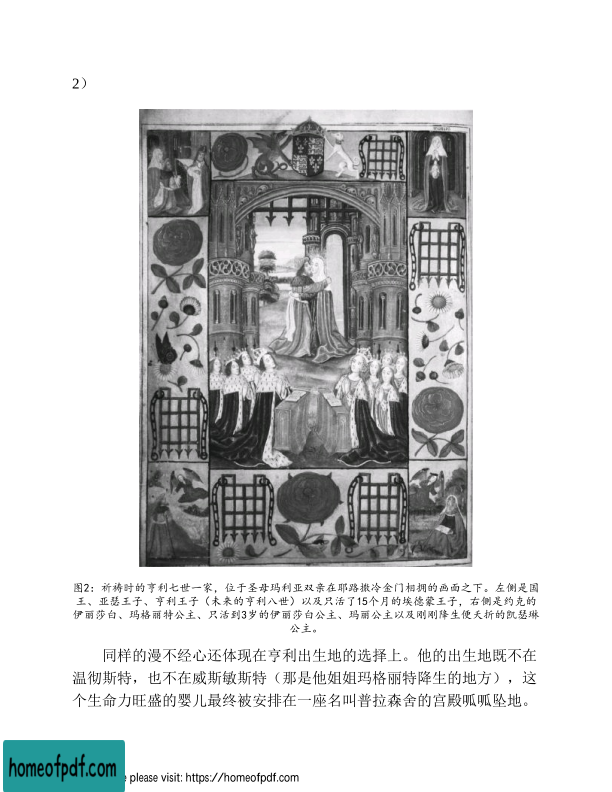 2）
图2：祈祷时的亨利七世一家，位于圣母玛利亚双亲在耶路撒冷金门相拥的画面之下。左侧是国
王、亚瑟王子、亨利王子（未来的亨利八世）以及只活了15个月的埃德蒙王子，右侧是约克的
伊丽莎白、玛格丽特公主、只活到3岁的伊丽莎白公主、玛丽公主以及刚刚降生便夭折的凯瑟琳
公主。
同样的漫不经心还体现在亨利出生地的选择上。他的出生地既不在
温彻斯特，也不在威斯敏斯特（那是他姐姐玛格丽特降生的地方），这
个生命力旺盛的婴儿最终被安排在一座名叫普拉森舍的宫殿呱呱坠地。
homeofpdf.com
e please visit: https://homeofpdf.com